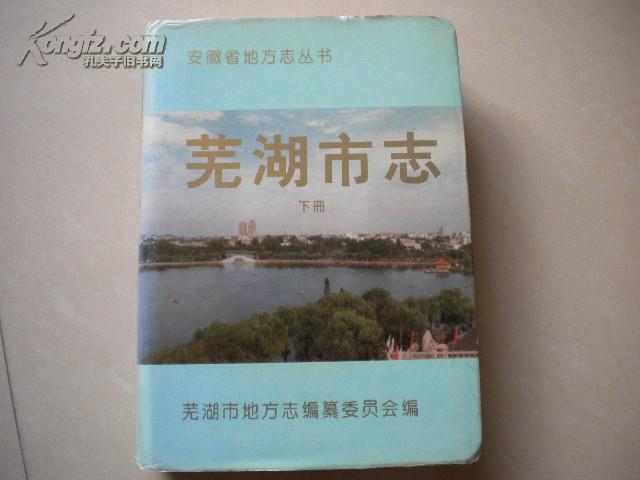 Kongfz.com
孔夫子旧书网
安徽省地方志丛书
芜湖市志
下册
芜湖市地方志编纂委员会编